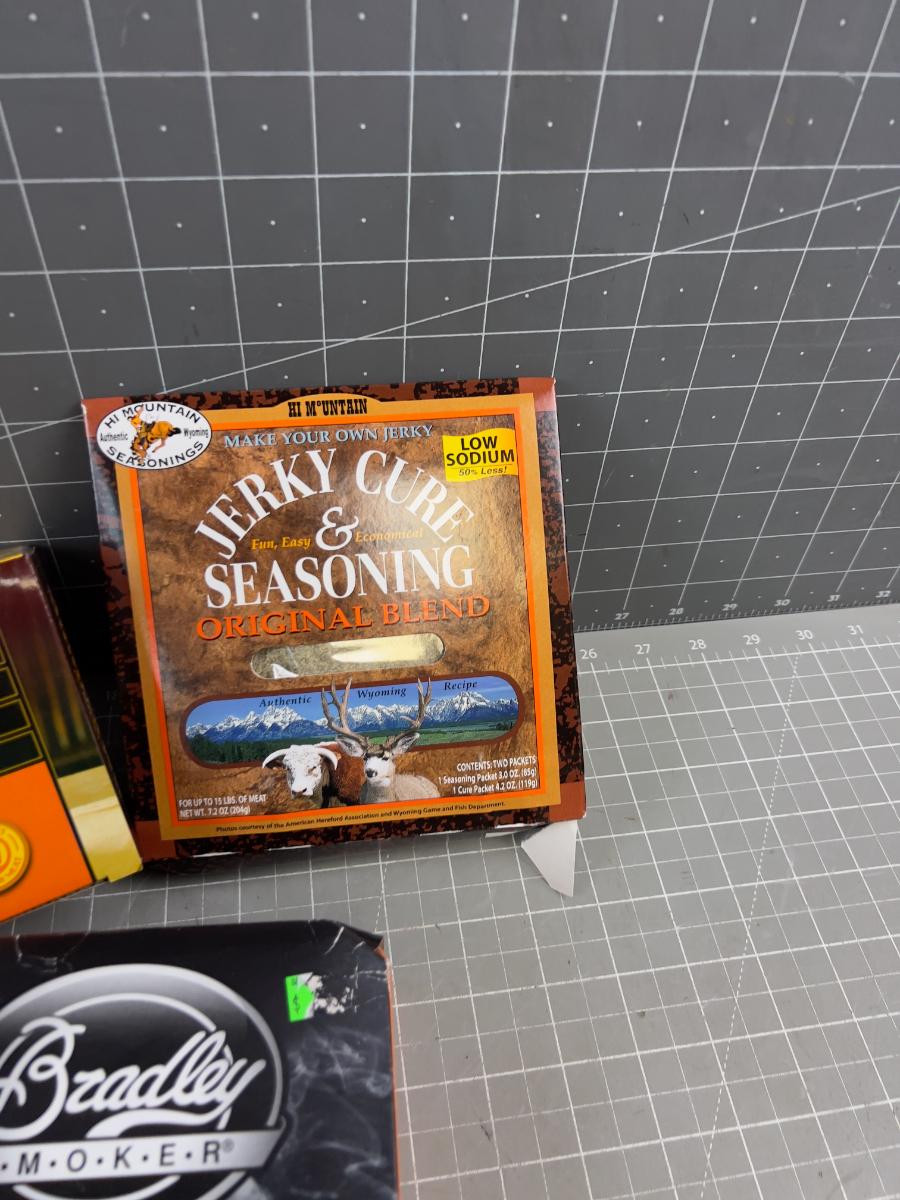 HI MOUNTAIN
HI MOUNTAIN
Authentic Wyoming
SEASONINGS
MAKE YOUR OWN JERKY
LOW
SODIUM
50% Less!
JERKY CURE
&
Fun, Easy Economical
SEASONING
ORIGINAL BLEND
Authentic Wyoming Recipe
CONTENTS: TWO PACKETS
1 Seasoning Packet 3.0 OZ. (85g)
1 Cure Packet 4.2 OZ. (119g)
FOR UP TO 15 LBS. OF MEAT
NET WT. 7.2 OZ (204g)
Photos courtesy of the American Hereford Association and Wyoming Game and Fish Department.
27 28 29 30 31 32
26 27 28 29 30 31
Bradley
M·O·K·E·R®